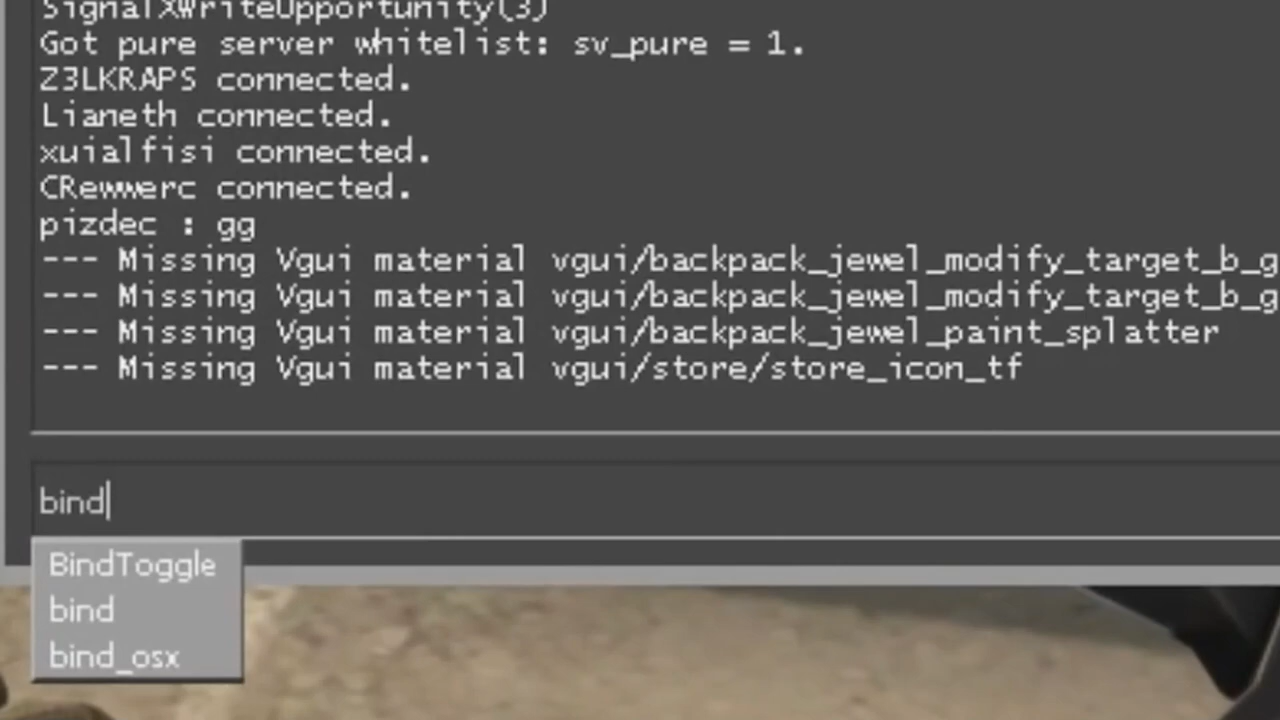 SignalXWriteOpportunity(3)
Got pure server whitelist: sv_pure = 1.
Z3LKRAPS connected.
Lianeth connected.
xuialfisi connected.
CRewwerc connected.
pizdec : gg
--- Missing Vgui material vgui/backpack_jewel_modify_target_b_g
--- Missing Vgui material vgui/backpack_jewel_modify_target_b_g
--- Missing Vgui material vgui/backpack_jewel_paint_splatter
--- Missing Vgui material vgui/store/store_icon_tf
bind
BindToggle
bind
bind_osx